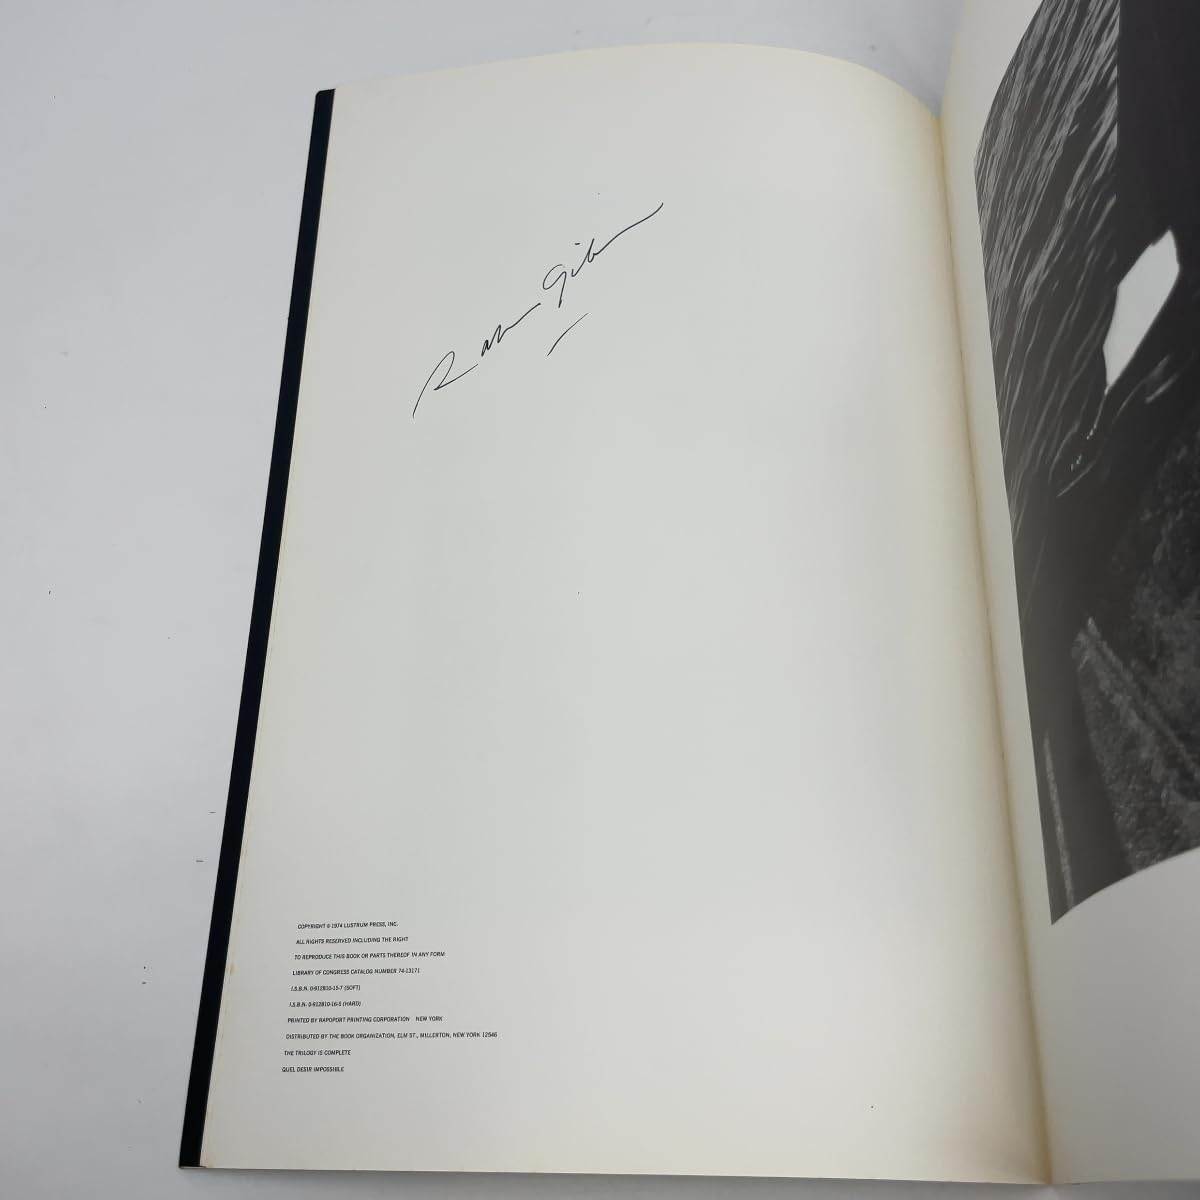 Ralph Gibson
COPYRIGHT © 1974 LUSTRUM PRESS, INC.
ALL RIGHTS RESERVED INCLUDING THE RIGHT
TO REPRODUCE THIS BOOK OR PARTS THEREOF IN ANY FORM
LIBRARY OF CONGRESS CATALOG NUMBER 74-13171
I.S.B.N. 0-912810-15-7 (SOFT)
I.S.B.N. 0-912810-16-5 (HARD)
PRINTED BY RAPOPORT PRINTING CORPORATION NEW YORK
DISTRIBUTED BY THE BOOK ORGANIZATION, ELM ST., MILLERTON, NEW YORK 12546
THE TRILOGY IS COMPLETE
QUEL DESIR IMPOSSIBLE